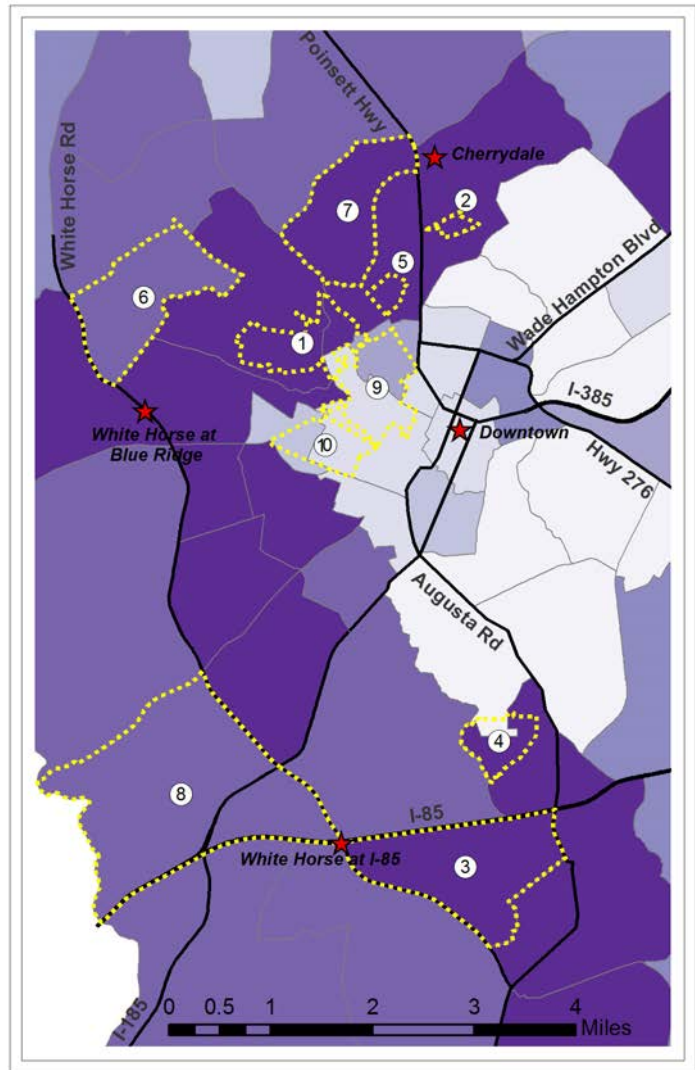 Poinsett Hwy
White Horse Rd
Cherrydale
2
7
5
Wade Hampton Blvd
6
1
9
I-385
White Horse at
Blue Ridge
10
Downtown
Hwy 276
Augusta Rd
4
8
I-85
White Horse at I-85
3
I-185
0 0.5 1 2 3 4
Miles